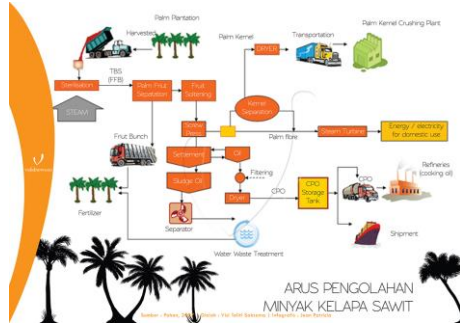 Palm Plantation
Harvested
Palm Kernel
DRYER
Transportation
Palm Kernel Crushing Plant
TBS
(FFB)
Sterilisation
Palm Fruit
Separation
Fruit
Softening
STEAM
Kernel
Separation
Screw
Press
Palm fibre
Steam Turbine
Energy / electricity
for domestic use
Fruit Bunch
Settlement
Oil
Filtering
Sludge Oil
Dryer
CPO
CPO
Storage
Tank
CPO
Refineries
(cooking oil)
Fertilizer
Separator
Water Waste Treatment
Shipment
ARUS PENGOLAHAN
MINYAK KELAPA SAWIT